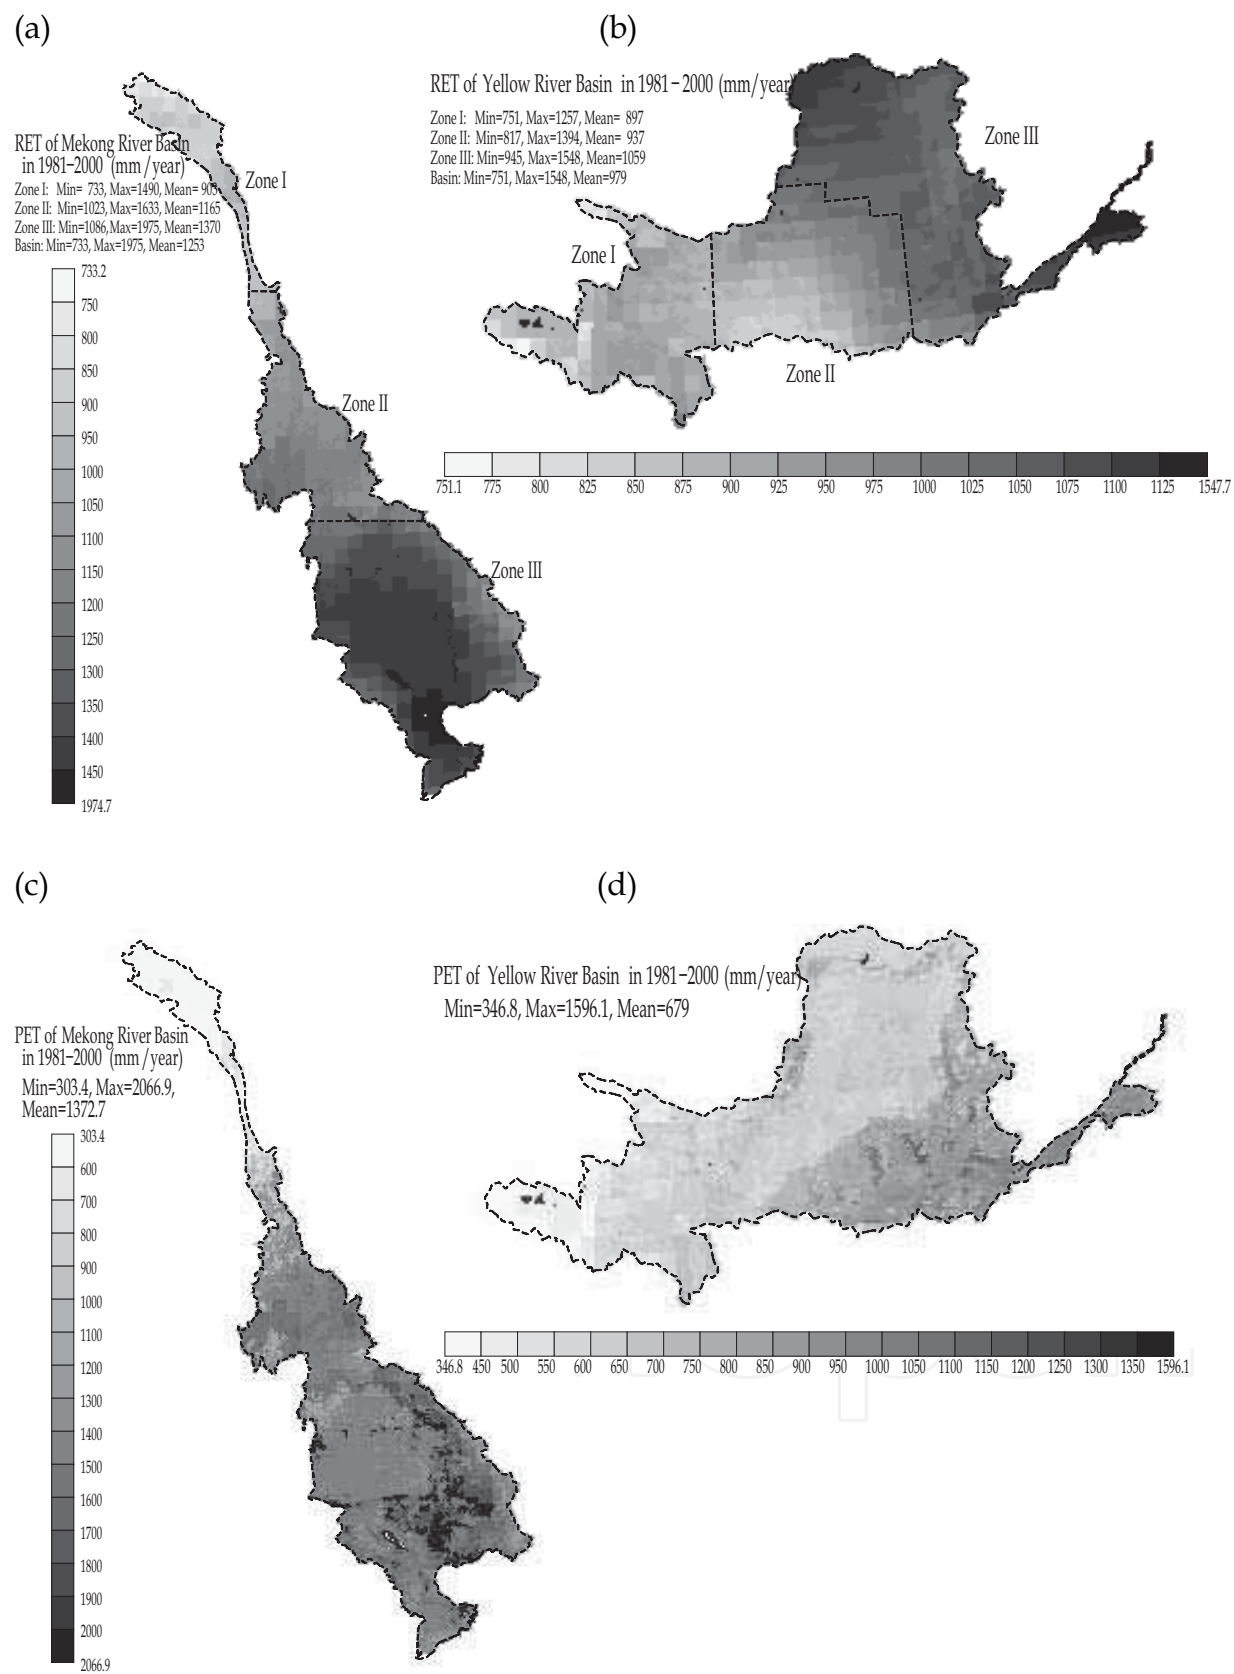 (a)
RET of Mekong River Basin
in 1981-2000 (mm/year)
Zone I: Min= 733, Max=1490, Mean= 903
Zone II: Min=1023, Max=1633, Mean=1165
Zone III: Min=1086, Max=1975, Mean=1370
Basin: Min=733, Max=1975, Mean=1253
Zone I
Zone II
Zone III
733.2
750
800
850
900
950
1000
1050
1100
1150
1200
1250
1300
1350
1400
1450
1974.7
(b)
RET of Yellow River Basin in 1981-2000 (mm/year)
Zone I: Min=751, Max=1257, Mean= 897
Zone II: Min=817, Max=1394, Mean= 937
Zone III: Min=945, Max=1548, Mean=1059
Basin: Min=751, Max=1548, Mean=979
Zone III
Zone I
Zone II
751.1 775 800 825 850 875 900 925 950 975 1000 1025 1050 1075 1100 1125 1547.7
(c)
PET of Mekong River Basin
in 1981-2000 (mm/year)
Min=303.4, Max=2066.9,
Mean=1372.7
303.4
600
700
800
900
1000
1100
1200
1300
1400
1500
1600
1700
1800
1900
2000
2066.9
(d)
PET of Yellow River Basin in 1981-2000 (mm/year)
Min=346.8, Max=1596.1, Mean=679
346.8 450 500 550 600 650 700 750 800 850 900 950 1000 1050 1100 1150 1200 1250 1300 1350 1596.1